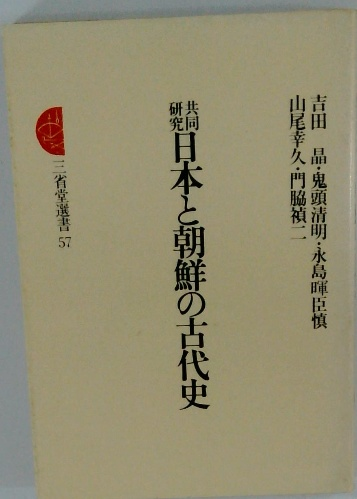 吉田　晶・鬼頭清明・永島暉臣慎
山尾幸久・門脇禎二
共同
研究
日本と朝鮮の古代史
三省堂選書 57